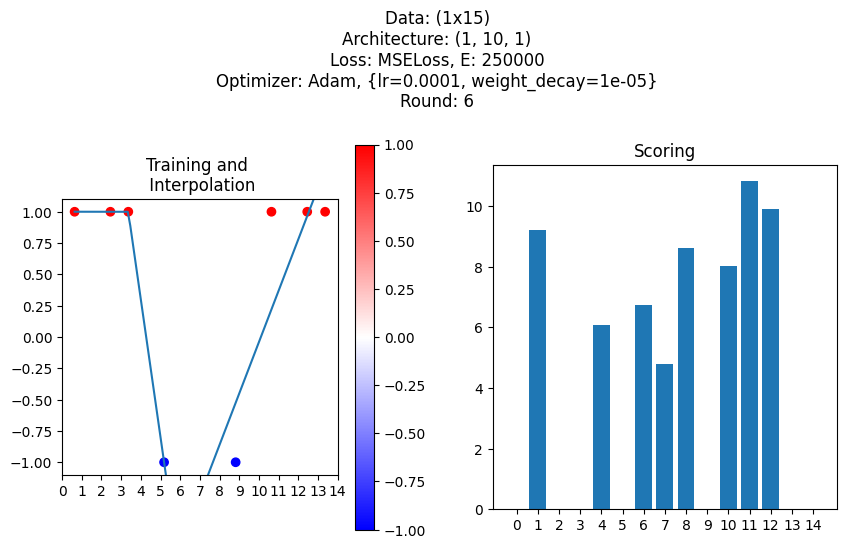 Data: (1x15)
Architecture: (1, 10, 1)
Loss: MSELoss, E: 250000
Optimizer: Adam, {lr=0.0001, weight_decay=1e-05}
Round: 6
Training and
Interpolation
1.00
0.75
0.50
0.25
0.00
−0.25
−0.50
−0.75
−1.00
0 1 2 3 4 5 6 7 8 9 10 11 12 13 14
1.00
0.75
0.50
0.25
0.00
−0.25
−0.50
−0.75
−1.00
Scoring
10
8
6
4
2
0
0 1 2 3 4 5 6 7 8 9 10 11 12 13 14